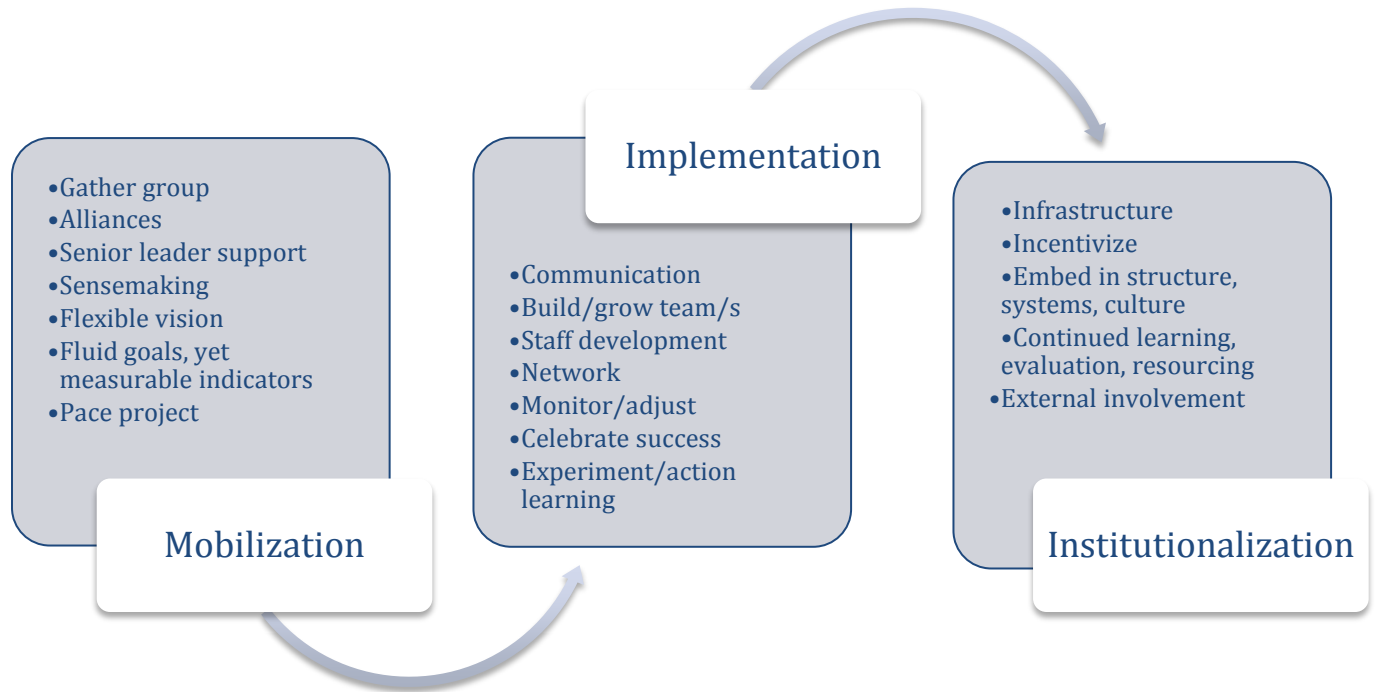 •Gather group
•Alliances
•Senior leader support
•Sensemaking
•Flexible vision
•Fluid goals, yet
measurable indicators
•Pace project
Mobilization
Implementation
•Communication
•Build/grow team/s
•Staff development
•Network
•Monitor/adjust
•Celebrate success
•Experiment/action
learning
•Infrastructure
•Incentivize
•Embed in structure,
systems, culture
•Continued learning,
evaluation, resourcing
•External involvement
Institutionalization